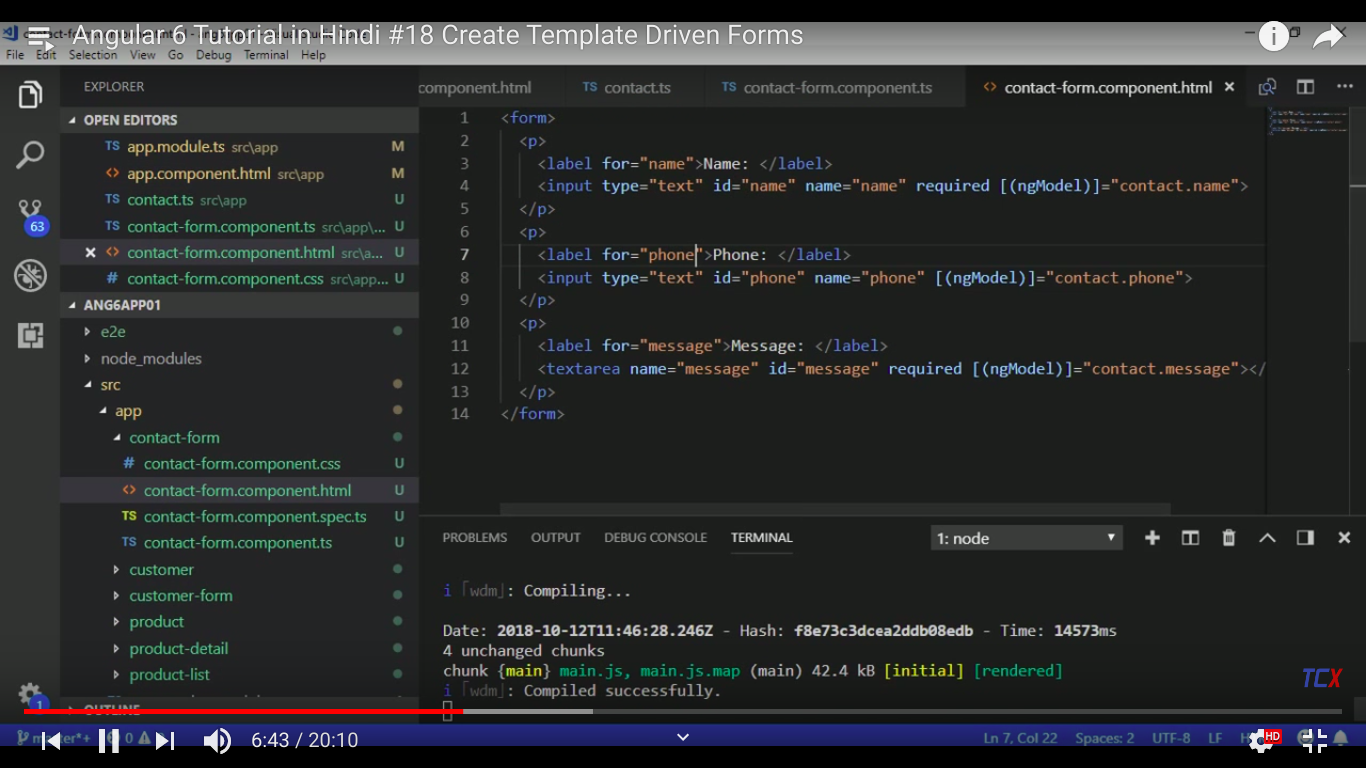 Angular 6 Tutorial in Hindi #18 Create Template Driven Forms
File Edit Selection View Go Debug Terminal Help
EXPLORER
OPEN EDITORS
TS app.module.ts src\app M
<> app.component.html src\app M
TS contact.ts src\app U
TS contact-form.component.ts src\app\... U
<> contact-form.component.html src\a... U
# contact-form.component.css src\app... U
63
ANG6APP01
e2e
node_modules
src
app
contact-form
# contact-form.component.css U
<> contact-form.component.html U
TS contact-form.component.spec.ts U
TS contact-form.component.ts U
customer
customer-form
product
product-detail
product-list
OUTLINE
1
component.html TS contact.ts TS contact-form.component.ts <> contact-form.component.html
1 <form>
2 <p>
3 <label for="name">Name: </label>
4 <input type="text" id="name" name="name" required [(ngModel)]="contact.name">
5 </p>
6 <p>
7 <label for="phone">Phone: </label>
8 <input type="text" id="phone" name="phone" [(ngModel)]="contact.phone">
9 </p>
10 <p>
11 <label for="message">Message: </label>
12 <textarea name="message" id="message" required [(ngModel)]="contact.message"></
13 </p>
14 </form>
PROBLEMS OUTPUT DEBUG CONSOLE TERMINAL 1: node
i ｢wdm｣: Compiling...
Date: 2018-10-12T11:46:28.246Z - Hash: f8e73c3dcea2ddb08edb - Time: 14573ms
4 unchanged chunks
chunk {main} main.js, main.js.map (main) 42.4 kB [initial] [rendered]
i ｢wdm｣: Compiled successfully.
TCX
6:43 / 20:10
Ln 7, Col 22 Spaces: 2 UTF-8 LF
HD